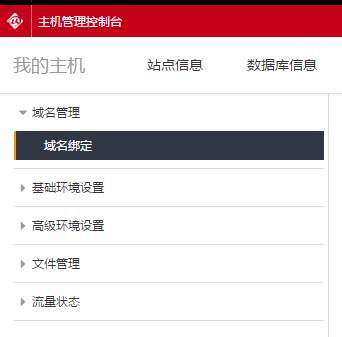 主机管理控制台
我的主机 站点信息 数据库信息
域名管理
域名绑定
基础环境设置
高级环境设置
文件管理
流量状态